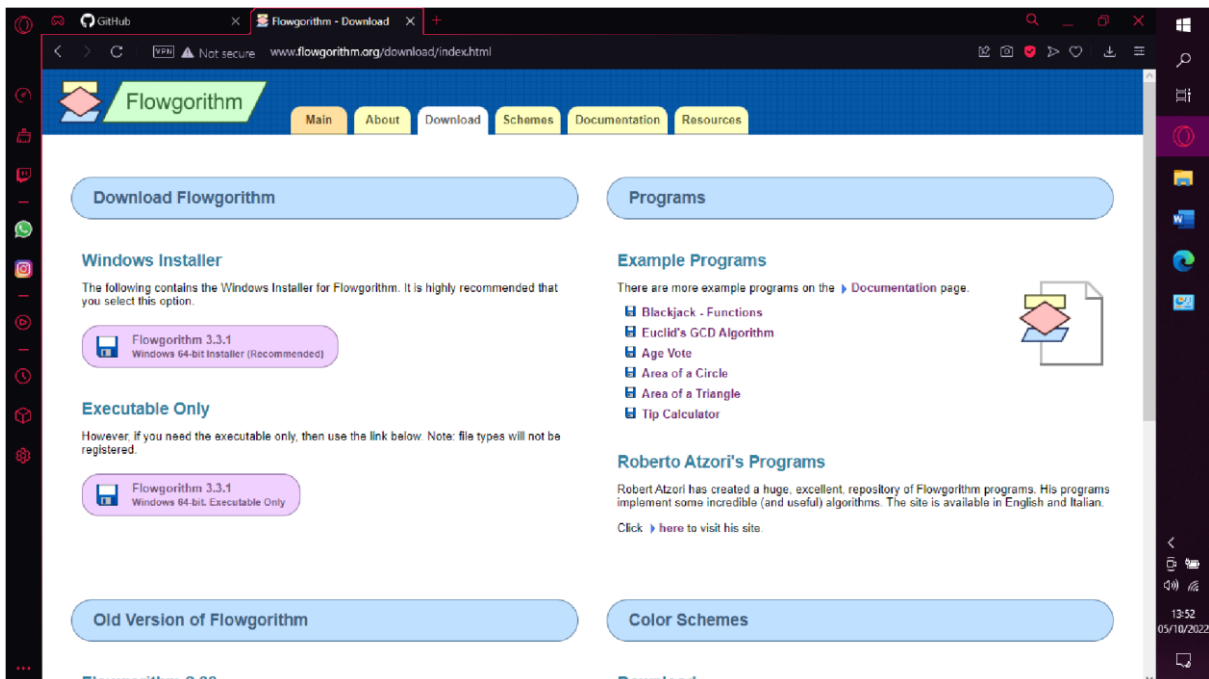 GitHub
Flowgorithm - Download
VPN
Not secure
www.flowgorithm.org/download/index.html
Flowgorithm
Main
About
Download
Schemes
Documentation
Resources
Download Flowgorithm
Windows Installer
The following contains the Windows Installer for Flowgorithm. It is highly recommended that
you select this option.
Flowgorithm 3.3.1
Windows 64-bit Installer (Recommended)
Executable Only
However, if you need the executable only, then use the link below. Note: file types will not be
registered.
Flowgorithm 3.3.1
Windows 64-bit. Executable Only
Old Version of Flowgorithm
Programs
Example Programs
There are more example programs on the Documentation page.
Blackjack - Functions
Euclid's GCD Algorithm
Age Vote
Area of a Circle
Area of a Triangle
Tip Calculator
Roberto Atzori's Programs
Robert Atzori has created a huge, excellent, repository of Flowgorithm programs. His programs
implement some incredible (and useful) algorithms. The site is available in English and Italian.
Click here to visit his site.
Color Schemes
13:52
05/10/2022